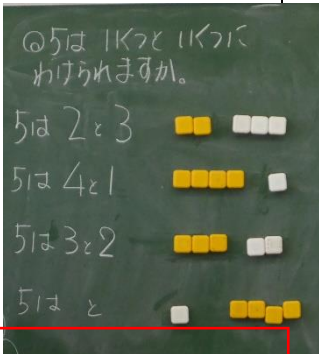 @5は いくつと いくつに
わけられますか。
5は 2と3
5は 4と1
5は3と2
5は と